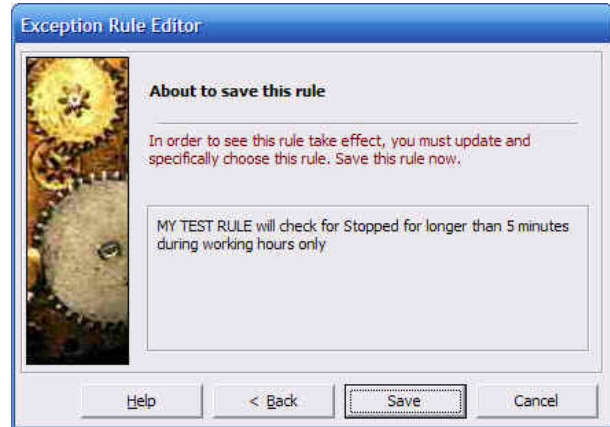 Exception Rule Editor
About to save this rule
In order to see this rule take effect, you must update and
specifically choose this rule. Save this rule now.
MY TEST RULE will check for Stopped for longer than 5 minutes
during working hours only
Help
< Back
Save
Cancel